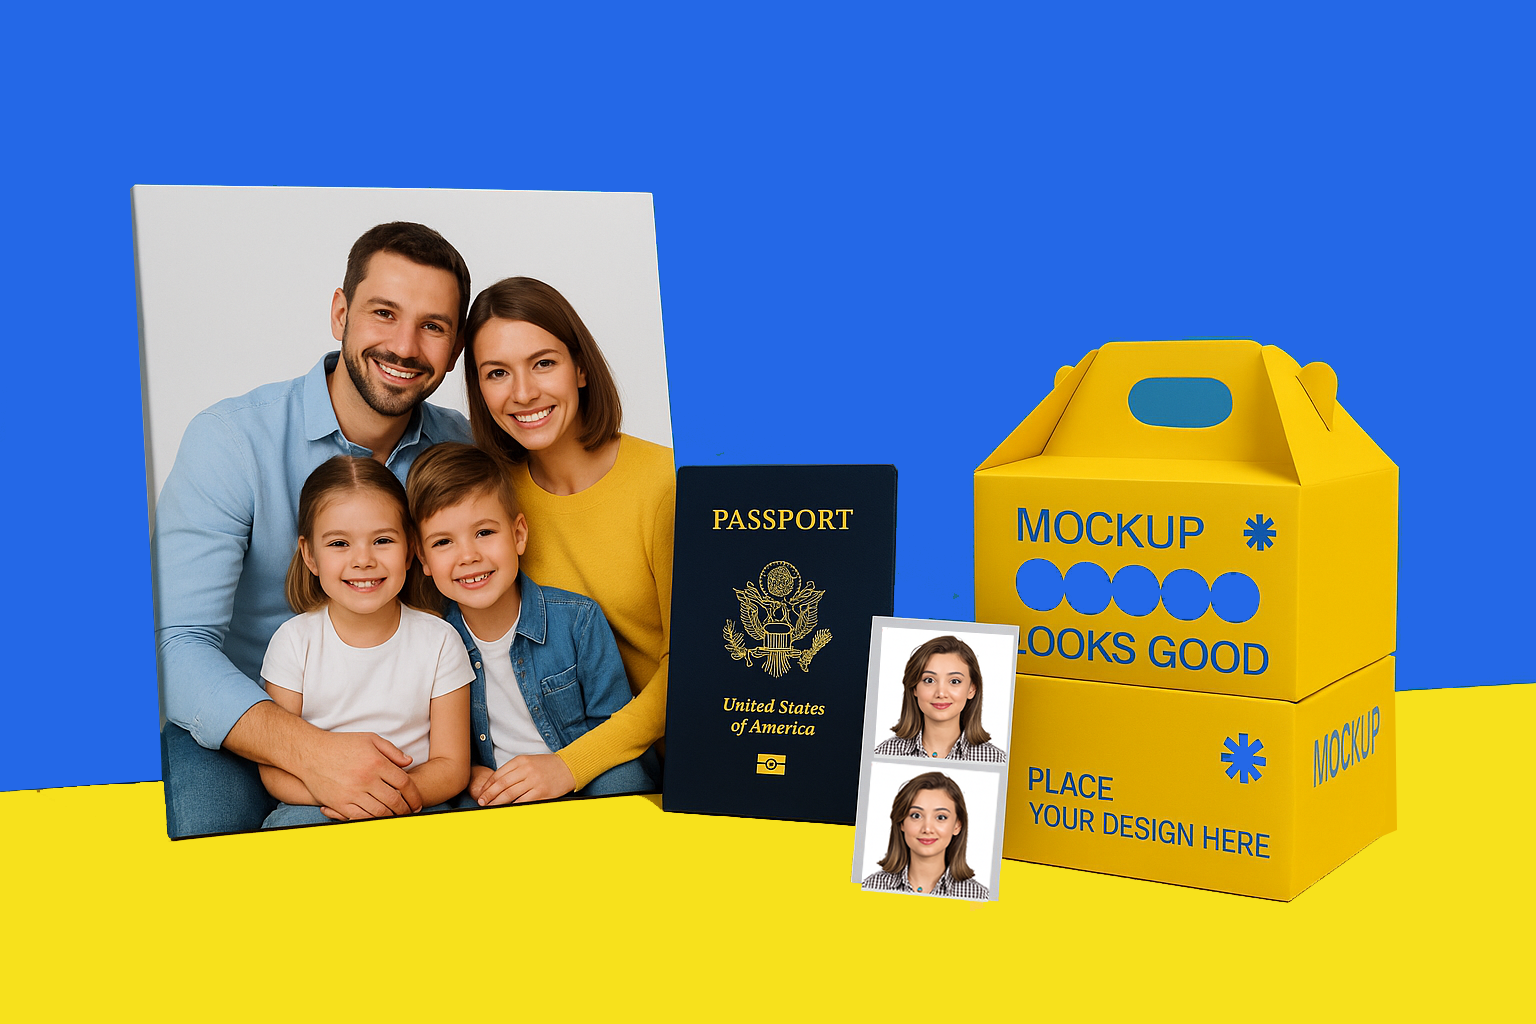 PASSPORT
United States
of America
MOCKUP
LOOKS GOOD
PLACE
YOUR DESIGN HERE
MOCKUP